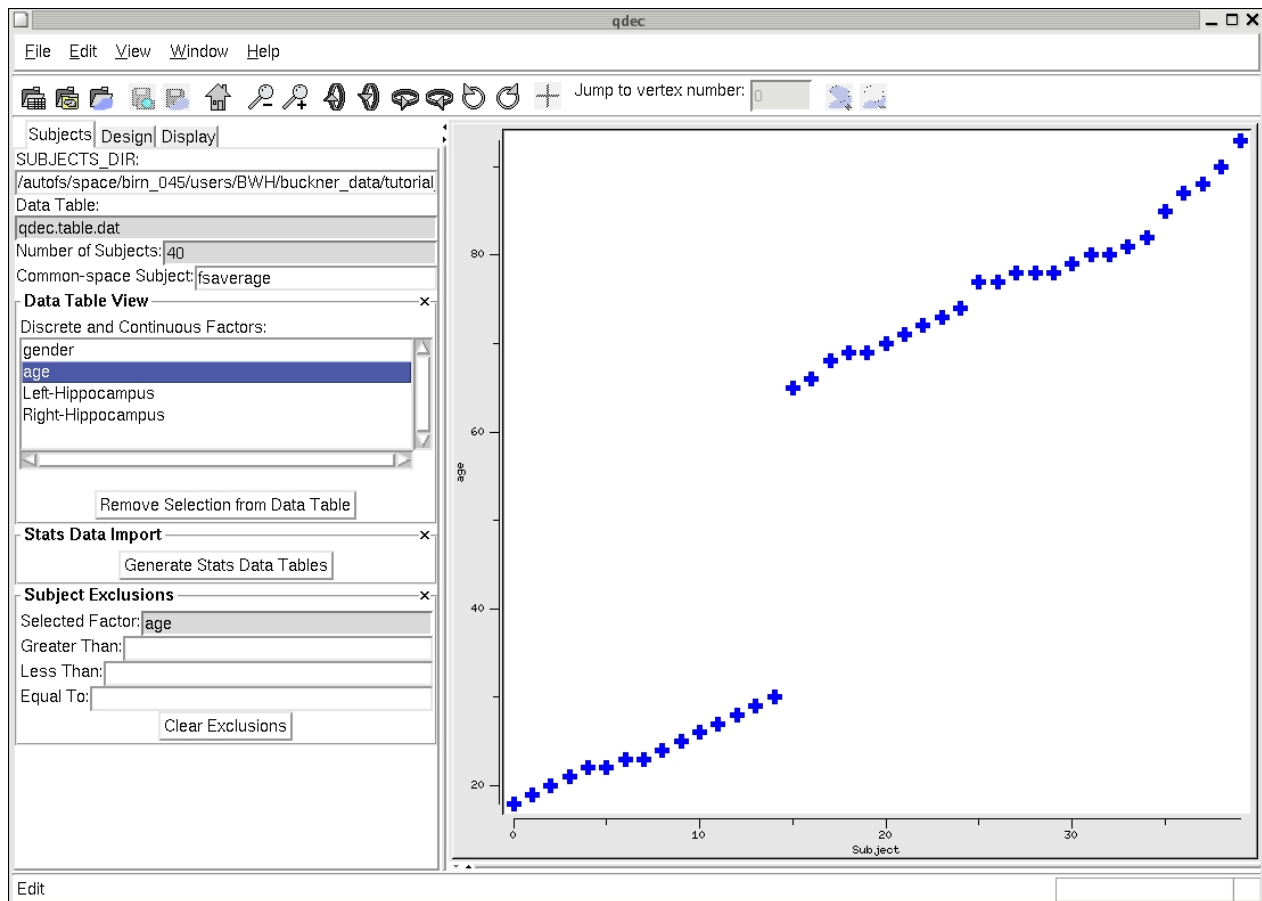 qdec
File Edit View Window Help
Jump to vertex number: 0
Subjects Design Display
SUBJECTS_DIR:
/autofs/space/birn_045/users/BWH/buckner_data/tutorial_
Data Table:
qdec.table.dat
Number of Subjects: 40
Common-space Subject: fsaverage
Data Table View
Discrete and Continuous Factors:
gender
age
Left-Hippocampus
Right-Hippocampus
Remove Selection from Data Table
Stats Data Import
Generate Stats Data Tables
Subject Exclusions
Selected Factor: age
Greater Than:
Less Than:
Equal To:
Clear Exclusions
80
60
age
40
20
0 10 20 30
Subject
Edit